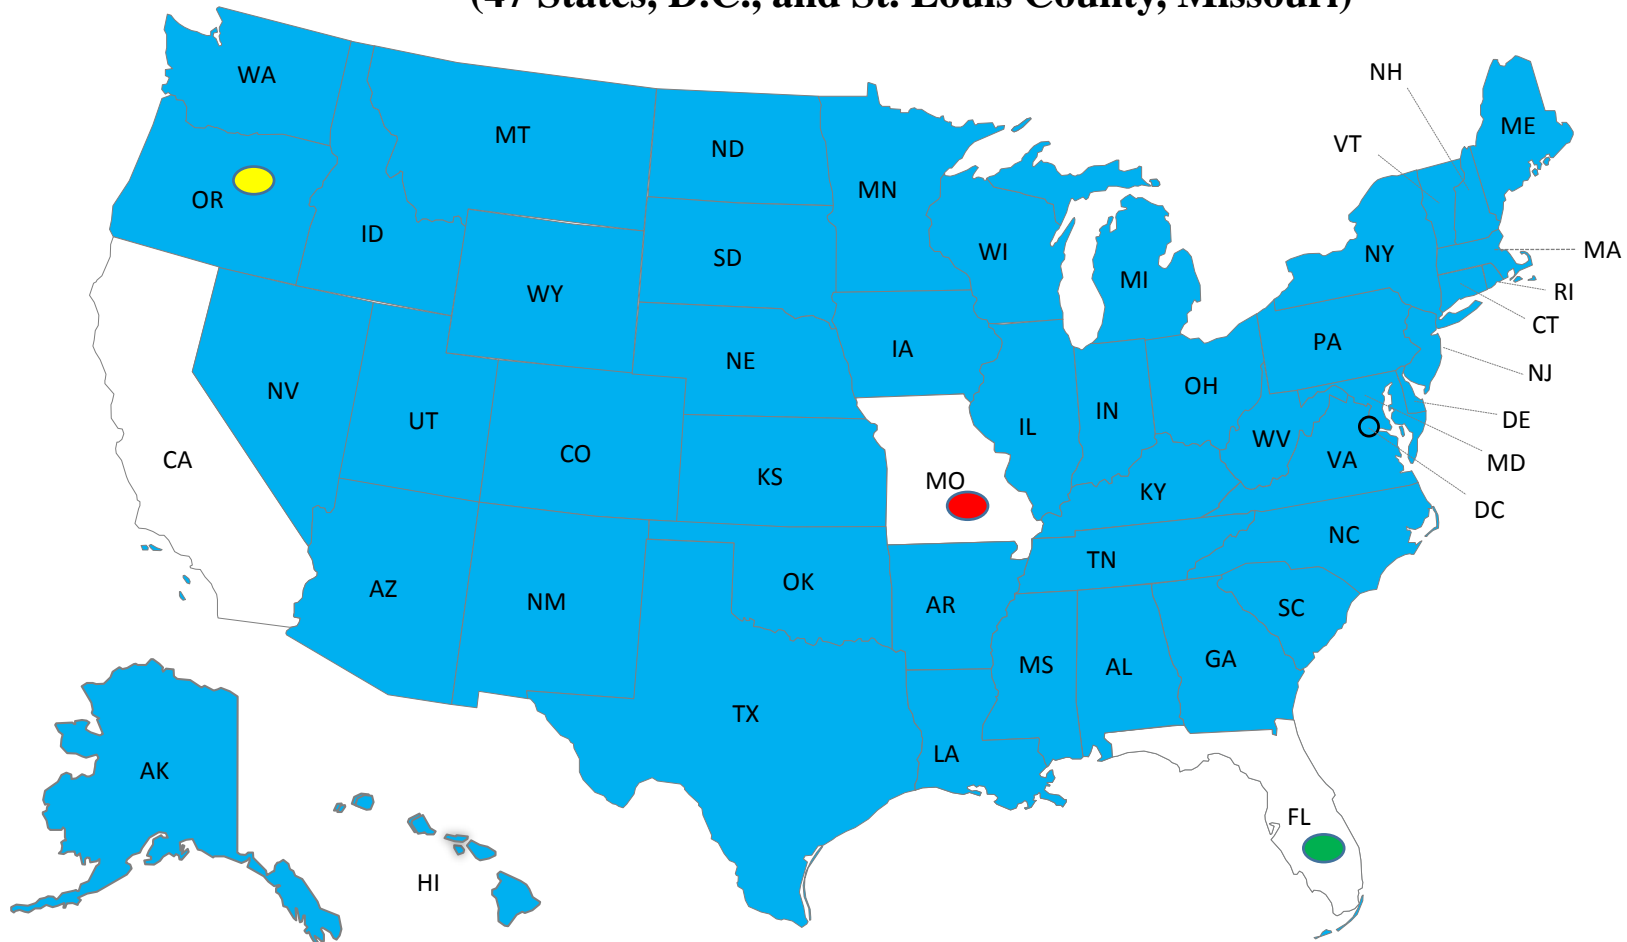 (47 States, D.C., and St. Louis County, Missouri)
WA
NH
ME
MT
VT
ND
MN
OR
ID
SD
WI
NY
MA
MI
WY
RI
CT
PA
IA
NE
NJ
OH
NV
IN
UT
IL
DE
WV
CO
CA
VA
MD
KS
MO
KY
DC
NC
TN
OK
AZ
NM
AR
SC
GA
MS
AL
TX
LA
AK
FL
HI